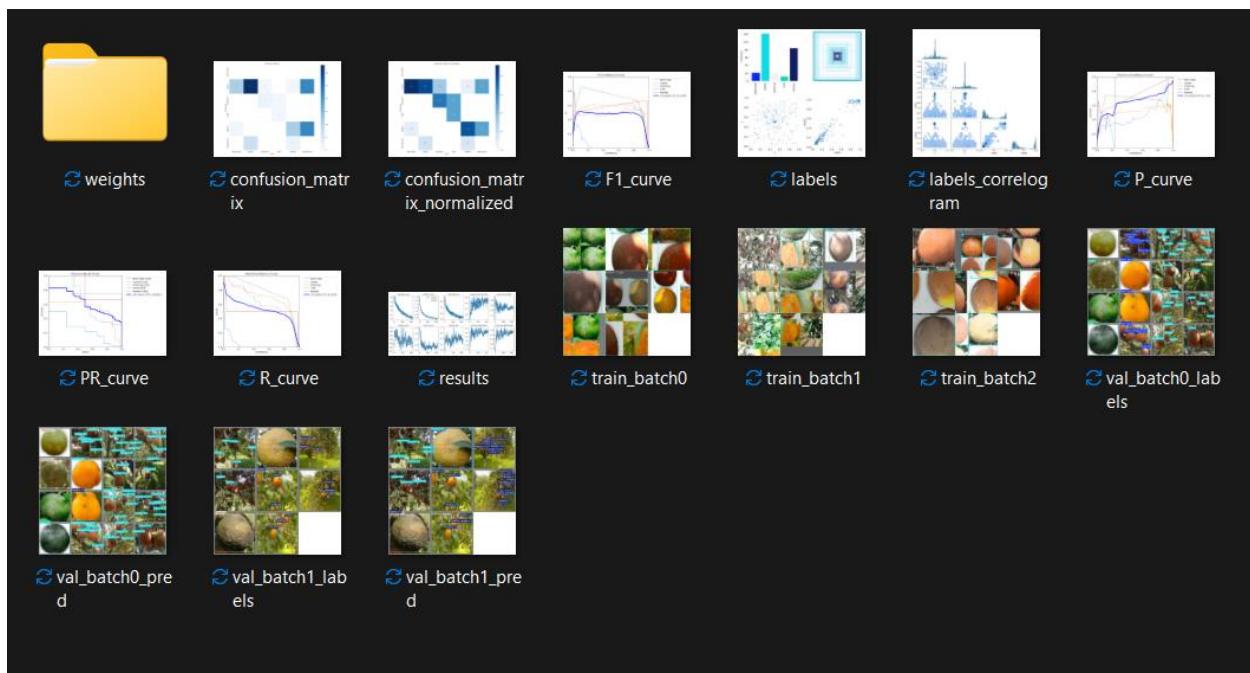 weights
confusion_matr
ix
confusion_matr
ix_normalized
F1_curve
labels
labels_correlog
ram
P_curve
PR_curve
R_curve
results
train_batch0
train_batch1
train_batch2
val_batch0_lab
els
val_batch0_pre
d
val_batch1_lab
els
val_batch1_pre
d